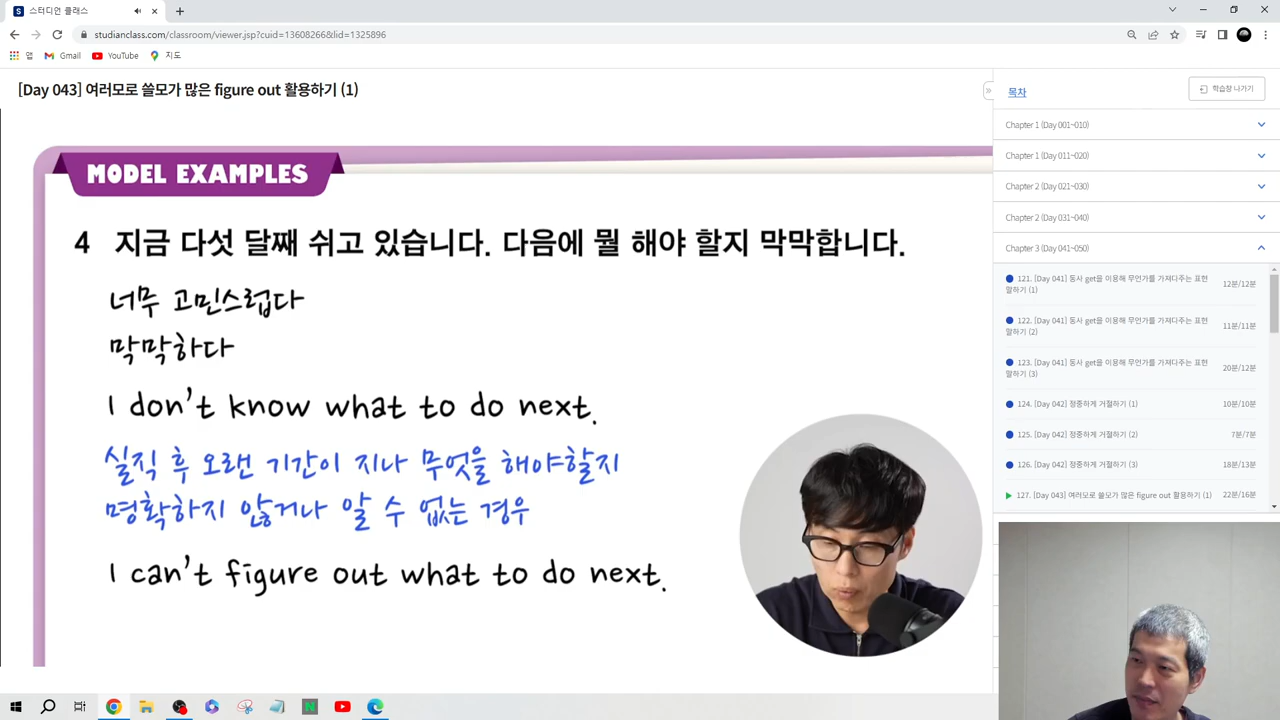 스터디언 클래스
studianclass.com/classroom/viewer.jsp?cuid=13608266&lid=1325896
앱 Gmail YouTube 지도
[Day 043] 여러모로 쓸모가 많은 figure out 활용하기 (1)
MODEL EXAMPLES
4 지금 다섯 달째 쉬고 있습니다. 다음에 뭘 해야 할지 막막합니다.
너무 고민스럽다
막막하다
I don't know what to do next.
실직 후 오랜 기간이 지나 무엇을 해야할지
명확하지 않거나 알 수 없는 경우
I can't figure out what to do next.
목차
학습창 나가기
Chapter 1 (Day 001~010)
Chapter 1 (Day 011~020)
Chapter 2 (Day 021~030)
Chapter 2 (Day 031~040)
Chapter 3 (Day 041~050)
121. [Day 041] 동사 get을 이용해 무언가를 가져다주는 표현
말하기 (1)
12분/12분
122. [Day 041] 동사 get을 이용해 무언가를 가져다주는 표현
말하기 (2)
11분/11분
123. [Day 041] 동사 get을 이용해 무언가를 가져다주는 표현
말하기 (3)
20분/12분
124. [Day 042] 정중하게 거절하기 (1) 10분/10분
125. [Day 042] 정중하게 거절하기 (2) 7분/7분
126. [Day 042] 정중하게 거절하기 (3) 18분/13분
127. [Day 043] 여러모로 쓸모가 많은 figure out 활용하기 (1) 22분/16분